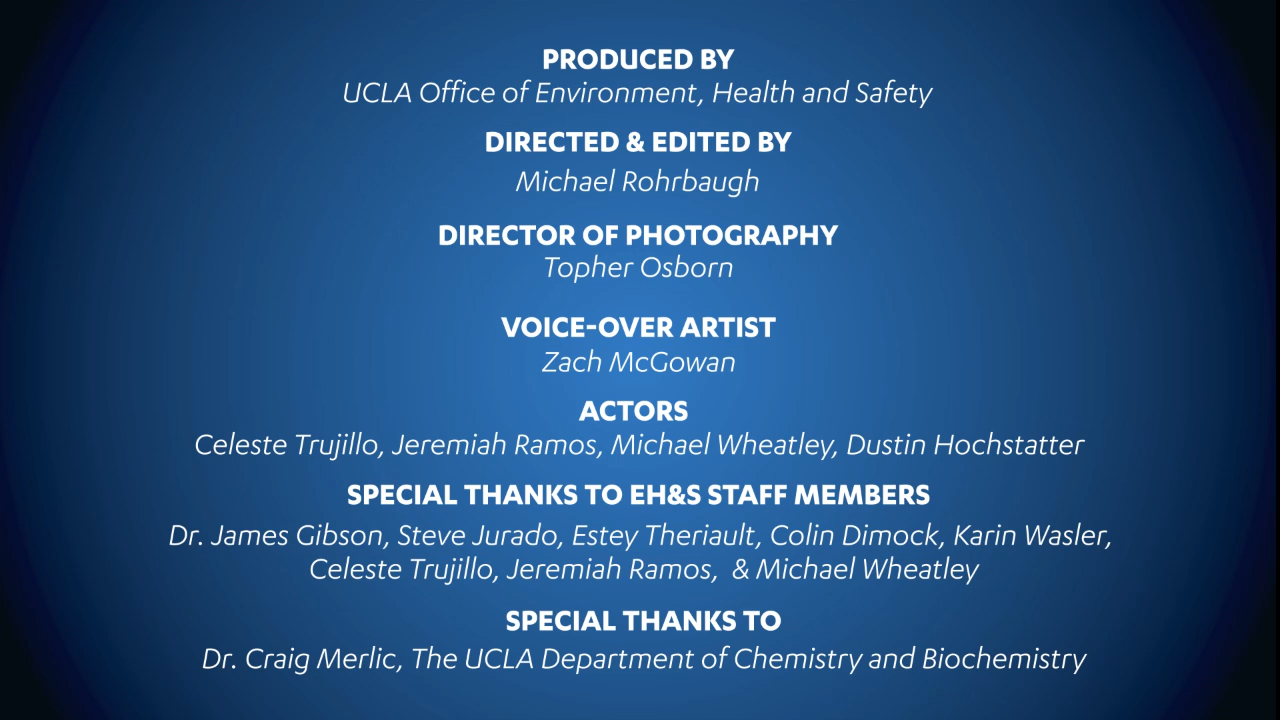 PRODUCED BY
UCLA Office of Environment, Health and Safety
DIRECTED & EDITED BY
Michael Rohrbaugh
DIRECTOR OF PHOTOGRAPHY
Topher Osborn
VOICE-OVER ARTIST
Zach McGowan
ACTORS
Celeste Trujillo, Jeremiah Ramos, Michael Wheatley, Dustin Hochstatter
SPECIAL THANKS TO EH&S STAFF MEMBERS
Dr. James Gibson, Steve Jurado, Estey Theriault, Colin Dimock, Karin Wasler,
Celeste Trujillo, Jeremiah Ramos,  & Michael Wheatley
SPECIAL THANKS TO
Dr. Craig Merlic, The UCLA Department of Chemistry and Biochemistry